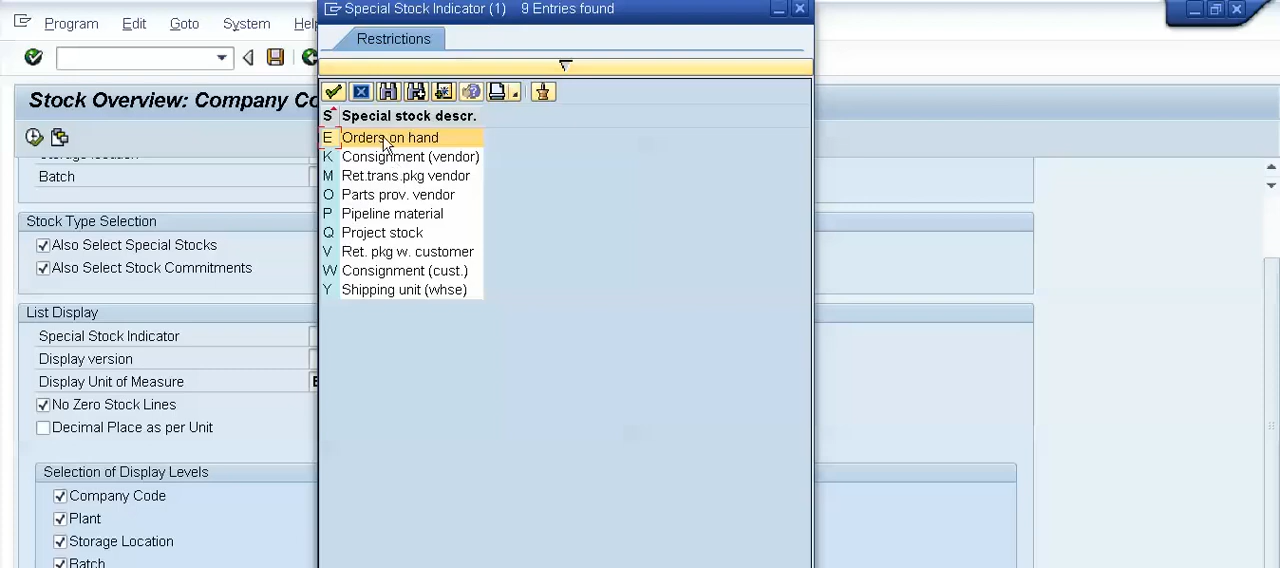 Special Stock Indicator (1) 9 Entries found
Program Edit Goto System
Restrictions
Stock Overview: Company
S Special stock descr.
E Orders on hand
K Consignment (vendor)
M Ret.trans.pkg vendor
O Parts prov. vendor
P Pipeline material
Q Project stock
V Ret. pkg w. customer
W Consignment (cust.)
Y Shipping unit (whse)
Batch
Stock Type Selection
Also Select Special Stocks
Also Select Stock Commitments
List Display
Special Stock Indicator
Display version
Display Unit of Measure
No Zero Stock Lines
Decimal Place as per Unit
Selection of Display Levels
Company Code
Plant
Storage Location
Batch